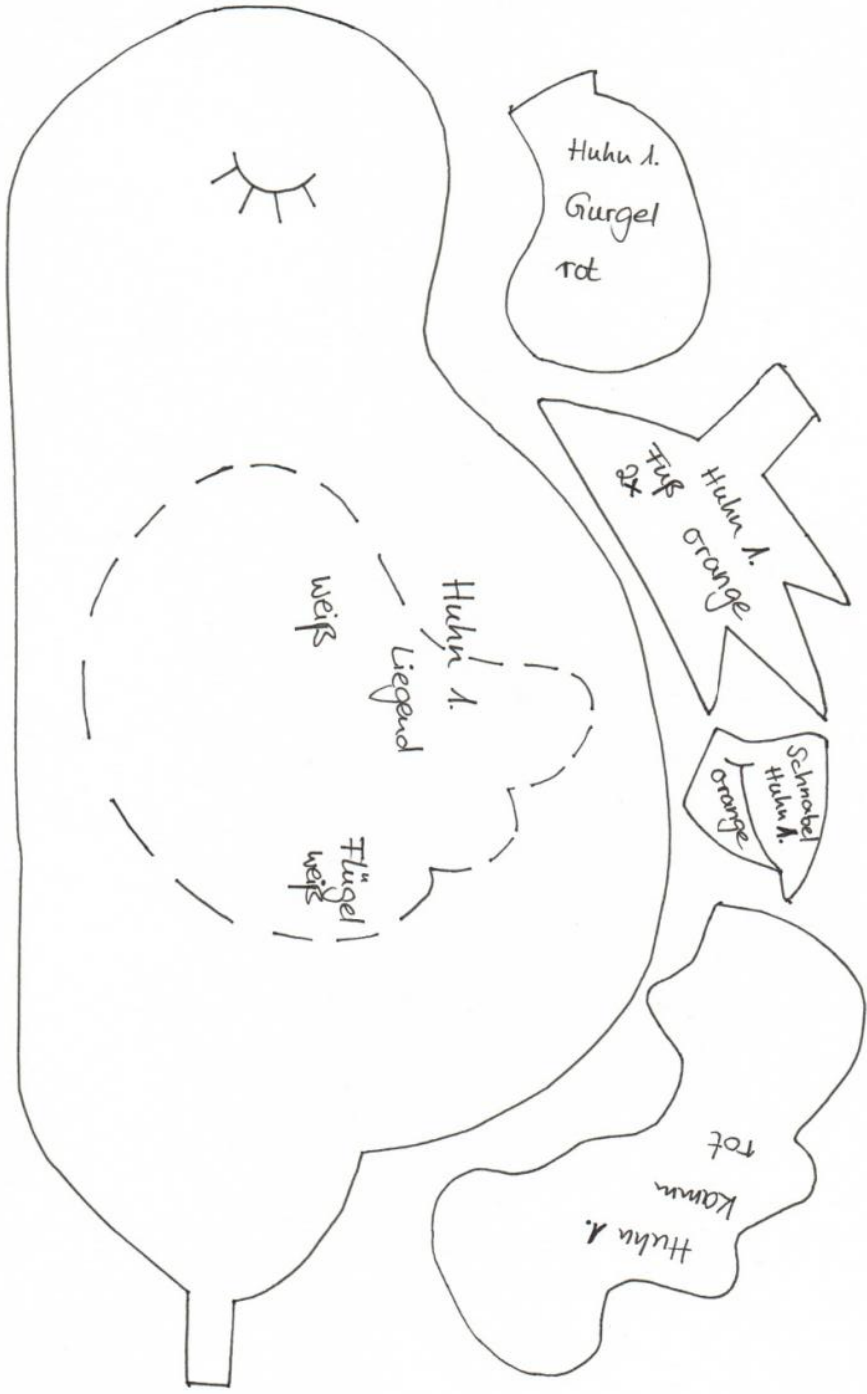 Huhn 1.
Gurgel
rot
Huhn 1.
Fuß orange
2x
Schnabel
Huhn 1.
orange
Huhn 1.
Liegend
weiß
Flügel
weiß
Huhn 1.
Kamm
rot